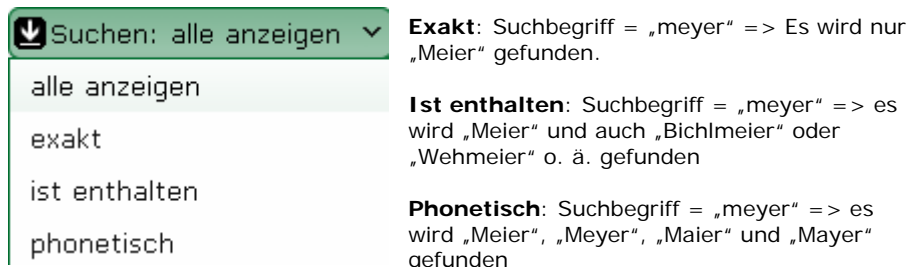 Suchen: alle anzeigen
alle anzeigen
exakt
ist enthalten
phonetisch
Exakt: Suchbegriff = „meyer“ => Es wird nur
„Meier“ gefunden.
Ist enthalten: Suchbegriff = „meyer“ => es
wird „Meier“ und auch „Bichlmeier“ oder
„Wehmeier“ o. ä. gefunden
Phonetisch: Suchbegriff = „meyer“ => es
wird „Meier“, „Meyer“, „Maier“ und „Mayer“
gefunden